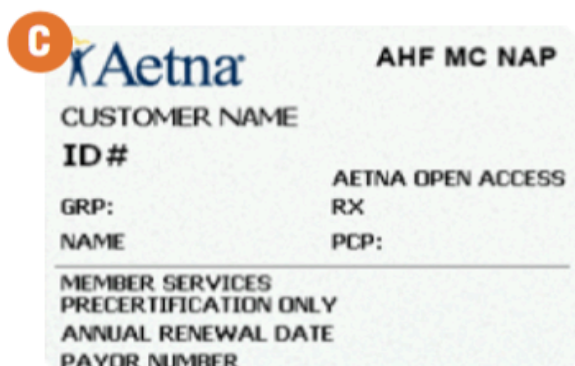 C
Aetna
AHF MC NAP
CUSTOMER NAME
ID#
AETNA OPEN ACCESS
GRP:
RX
NAME
PCP:
MEMBER SERVICES
PRECERTIFICATION ONLY
ANNUAL RENEWAL DATE
PAYOR NUMBER